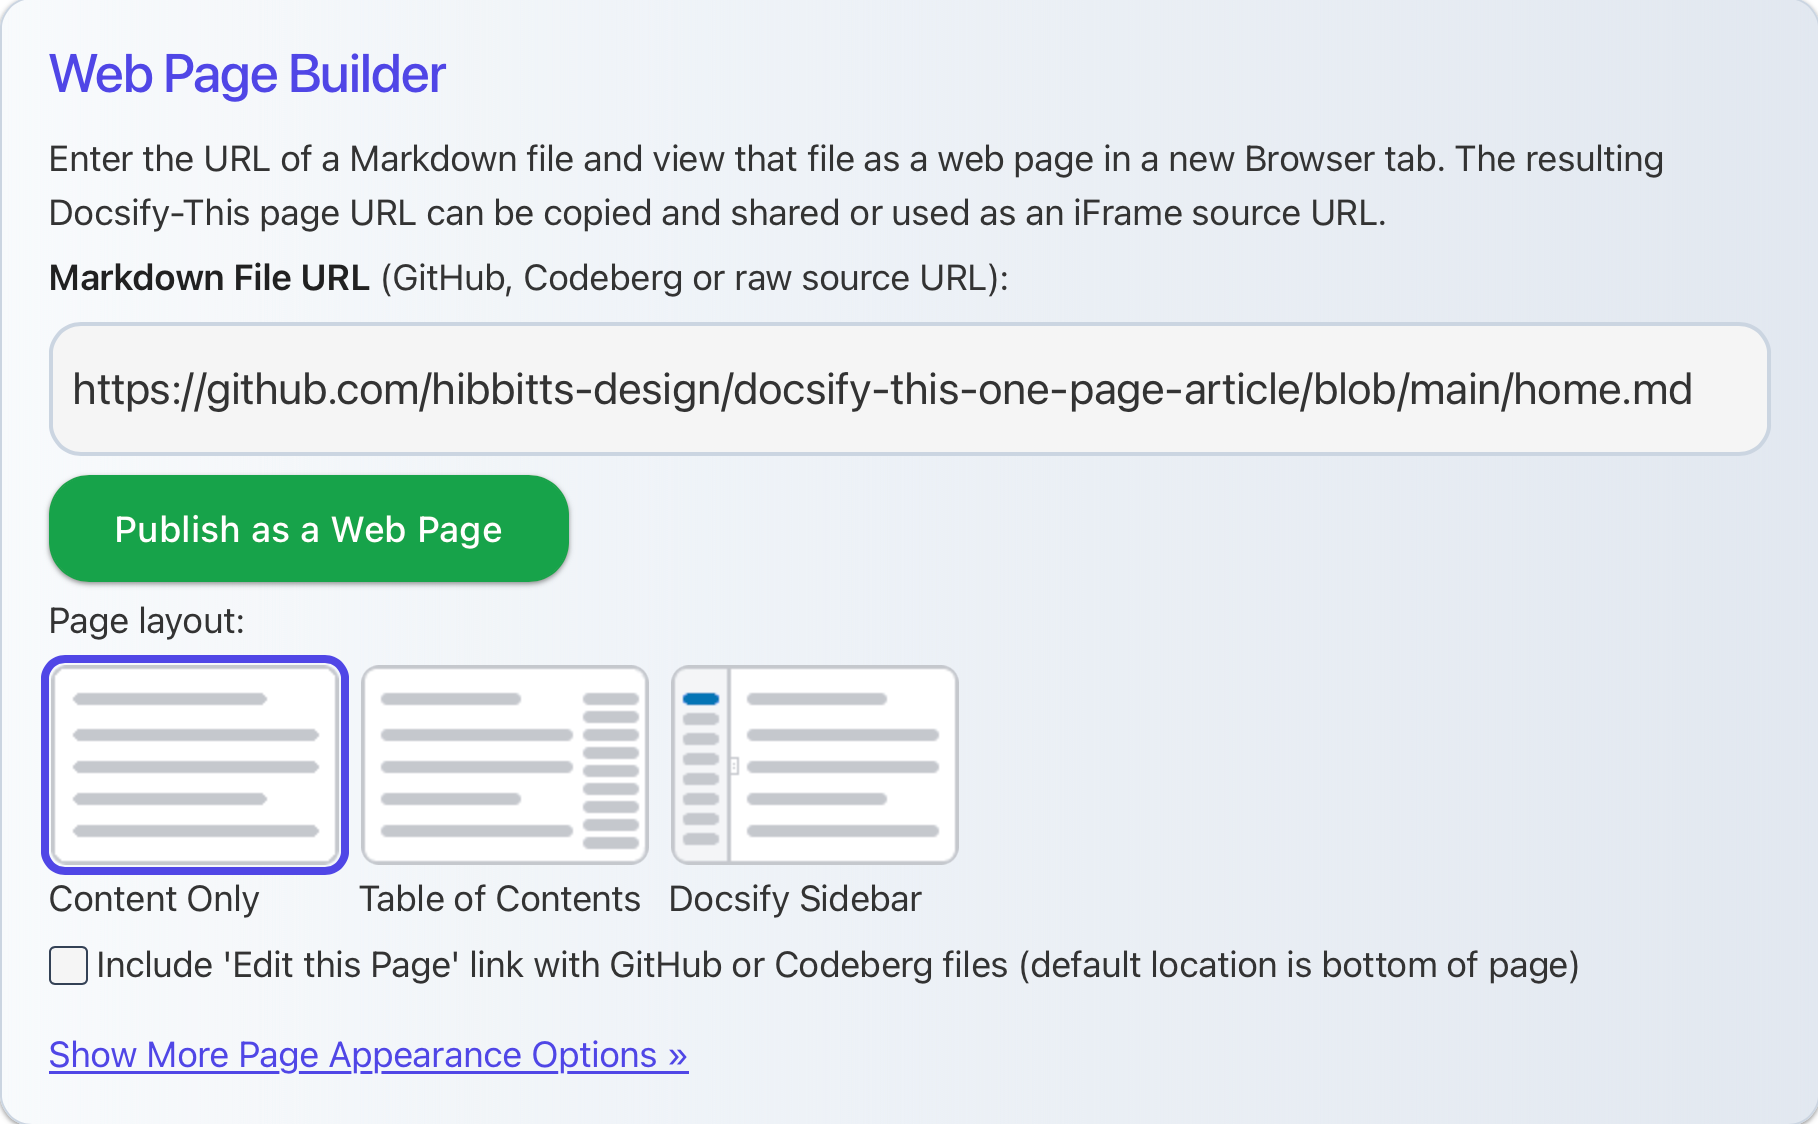 Web Page Builder
Enter the URL of a Markdown file and view that file as a web page in a new Browser tab. The resulting
Docsify-This page URL can be copied and shared or used as an iFrame source URL.
Markdown File URL (GitHub, Codeberg or raw source URL):
https://github.com/hibbitts-design/docsify-this-one-page-article/blob/main/home.md
Publish as a Web Page
Page layout:
Content Only
Table of Contents
Docsify Sidebar
Include 'Edit this Page' link with GitHub or Codeberg files (default location is bottom of page)
Show More Page Appearance Options »